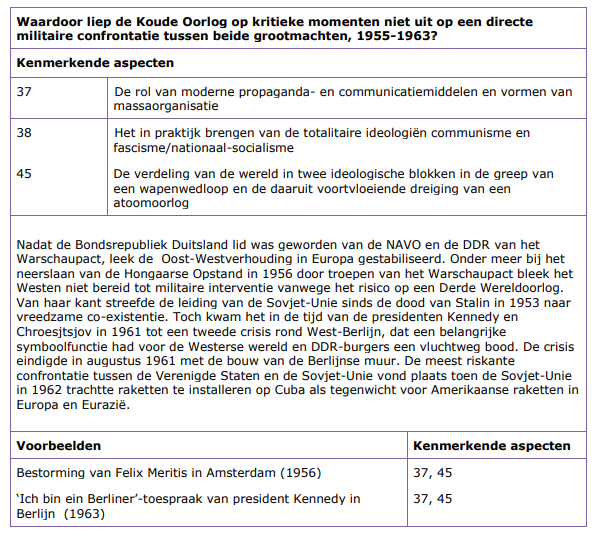 Waardoor liep de Koude Oorlog op kritieke momenten niet uit op een directe
militaire confrontatie tussen beide grootmachten, 1955-1963?
Kenmerkende aspecten
37 De rol van moderne propaganda- en communicatiemiddelen en vormen van
massaorganisatie
38 Het in praktijk brengen van de totalitaire ideologiën communisme en
fascisme/nationaal-socialisme
45 De verdeling van de wereld in twee ideologische blokken in de greep van
een wapenwedloop en de daaruit voortvloeiende dreiging van een
atoomoorlog
Nadat de Bondsrepubliek Duitsland lid was geworden van de NAVO en de DDR van het
Warschaupact, leek de Oost-Westverhouding in Europa gestabiliseerd. Onder meer bij het
neerslaan van de Hongaarse Opstand in 1956 door troepen van het Warschaupact bleek het
Westen niet bereid tot militaire interventie vanwege het risico op een Derde Wereldoorlog.
Van haar kant streefde de leiding van de Sovjet-Unie sinds de dood van Stalin in 1953 naar
vreedzame co-existentie. Toch kwam het in de tijd van de presidenten Kennedy en
Chroesjtsjov in 1961 tot een tweede crisis rond West-Berlijn, dat een belangrijke
symboolfunctie had voor de Westerse wereld en DDR-burgers een vluchtweg bood. De crisis
eindigde in augustus 1961 met de bouw van de Berlijnse muur. De meest riskante
confrontatie tussen de Verenigde Staten en de Sovjet-Unie vond plaats toen de Sovjet-Unie
in 1962 trachtte raketten te installeren op Cuba als tegenwicht voor Amerikaanse raketten in
Europa en Eurazië.
Voorbeelden Kenmerkende aspecten
Bestorming van Felix Meritis in Amsterdam (1956) 37, 45
‘Ich bin ein Berliner’-toespraak van president Kennedy in 37, 45
Berlijn (1963)